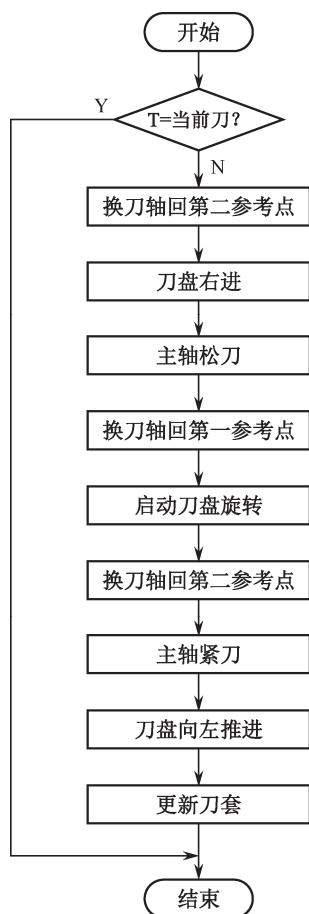 开始
T=当前刀?
Y
N
换刀轴回第二参考点
刀盘右进
主轴松刀
换刀轴回第一参考点
启动刀盘旋转
换刀轴回第二参考点
主轴紧刀
刀盘向左推进
更新刀套
结束